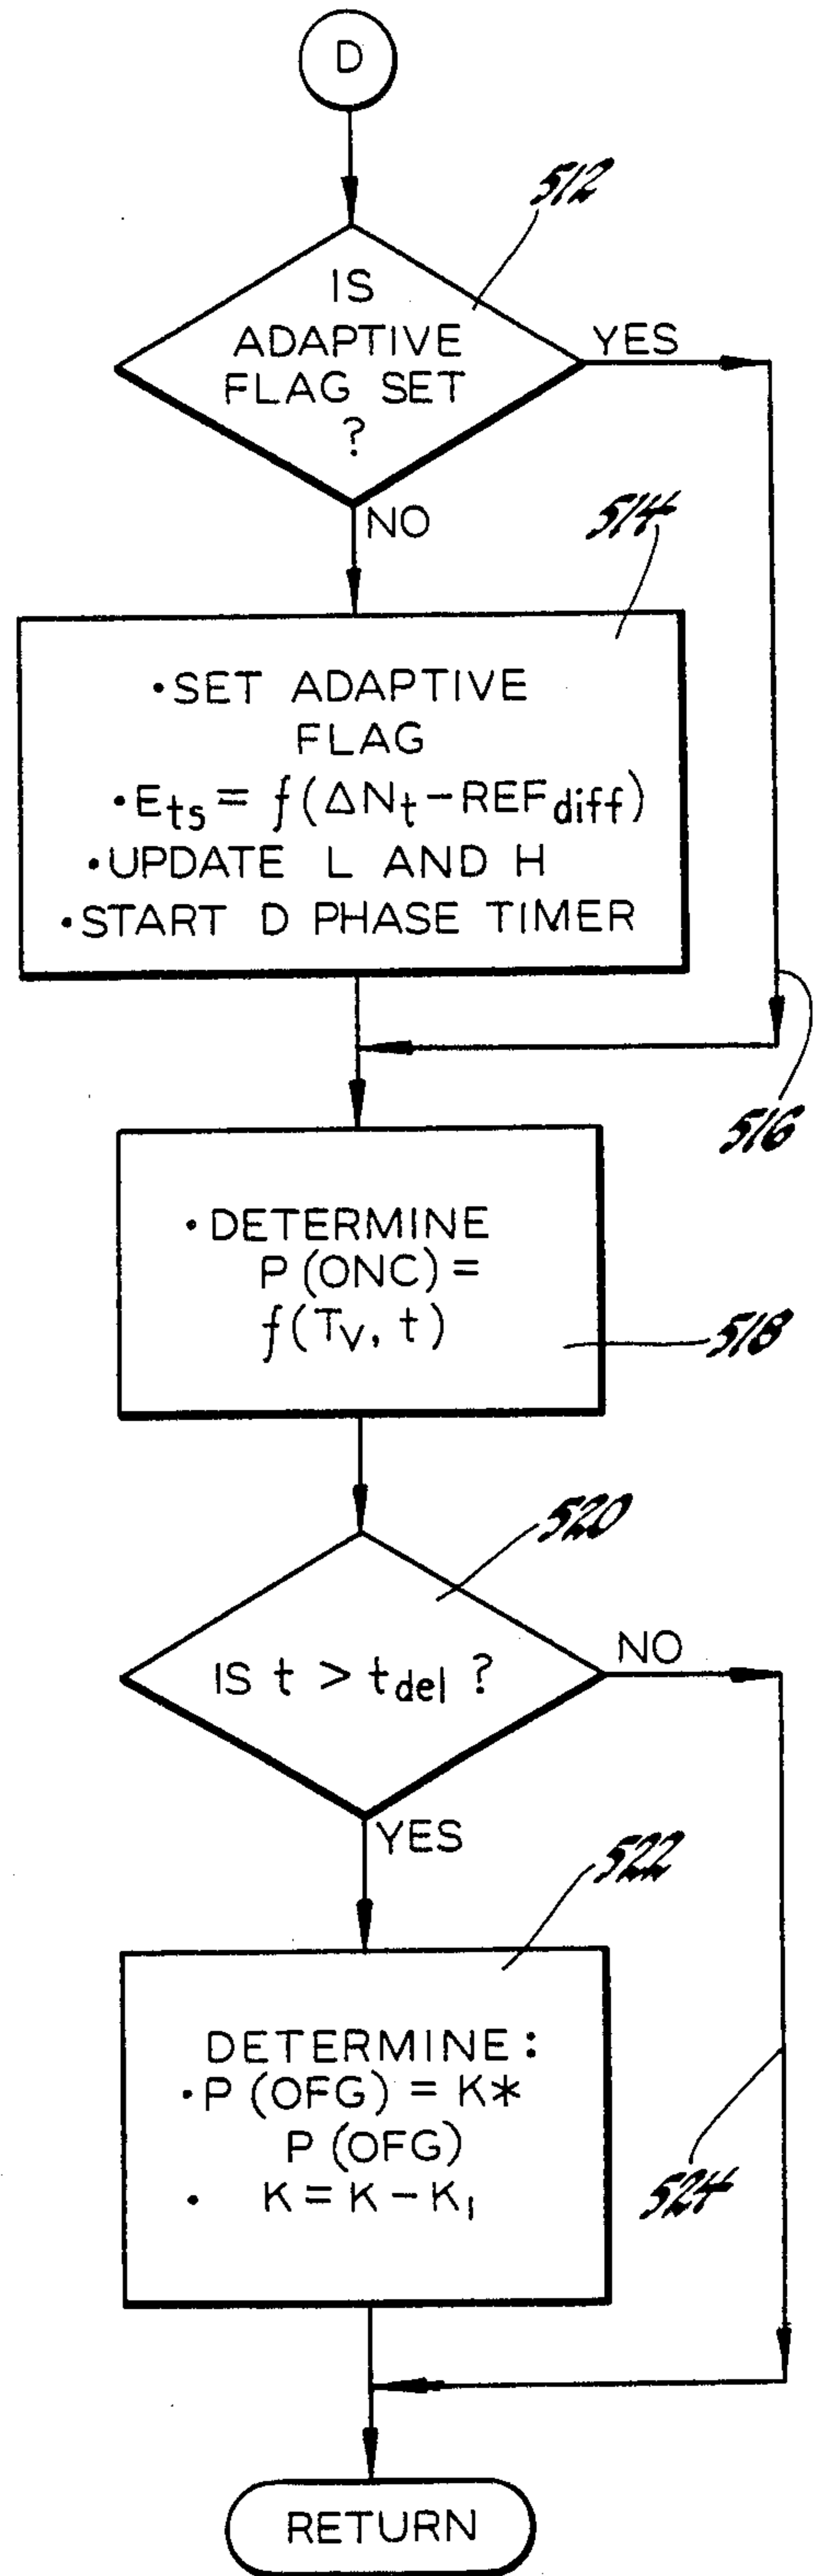 D
512
IS
ADAPTIVE
FLAG SET
?
YES
NO
514
•SET ADAPTIVE
FLAG
•Ets = f(ΔNt-REFdiff)
•UPDATE L AND H
•START D PHASE TIMER
516
•DETERMINE
P(ONC)=
f(Tv, t)
518
520
IS t > tdel ?
NO
YES
522
DETERMINE:
•P(OFG) = K*
P(OFG)
• K=K-K1
524
RETURN